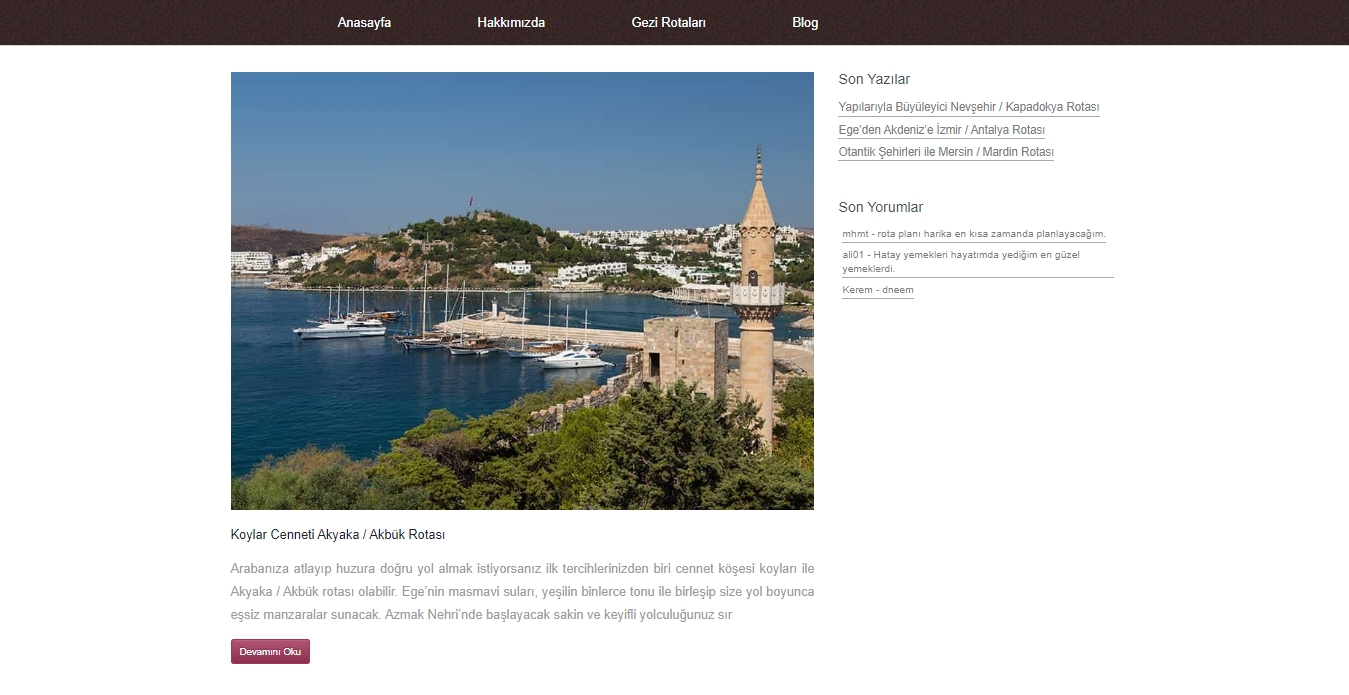 Anasayfa Hakkımızda Gezi Rotaları Blog
Koylar Cenneti Akyaka / Akbük Rotası
Arabanıza atlayıp huzura doğru yol almak istiyorsanız ilk tercihlerinizden biri cennet köşesi koyları ile
Akyaka / Akbük rotası olabilir. Ege’nin masmavi suları, yeşilin binlerce tonu ile birleşip size yol boyunca
eşsiz manzaralar sunacak. Azmak Nehri’nde başlayacak sakin ve keyifli yolculuğunuz sır
Devamını Oku
Son Yazılar
Yapılarıyla Büyüleyici Nevşehir / Kapadokya Rotası
Ege’den Akdeniz’e İzmir / Antalya Rotası
Otantik Şehirleri ile Mersin / Mardin Rotası
Son Yorumlar
mhmt - rota planı harika en kısa zamanda planlayacağım.
ali01 - Hatay yemekleri hayatımda yediğim en güzel
yemeklerdi.
Kerem - dneem